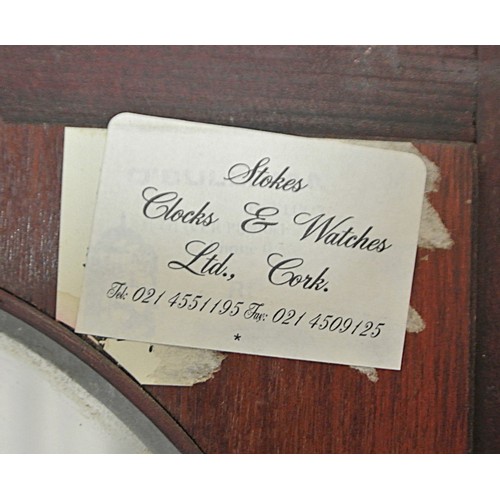 Stokes
Clocks & Watches
Ltd., Cork.
Tel: 021 4551195 Fax: 021 4509125
*